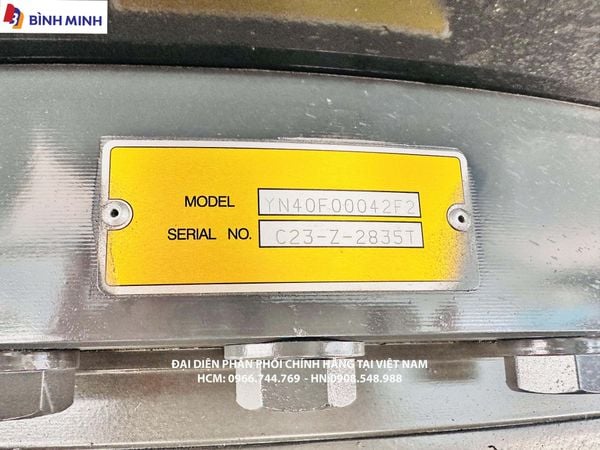 BÌNH MINH
MODEL YN40F00042F2
SERIAL NO. C23-Z-2835T
ĐẠI DIỆN PHÂN PHỐI CHÍNH HÃNG TẠI VIỆT NAM
HCM: 0966.744.769 - HN:0908.548.988